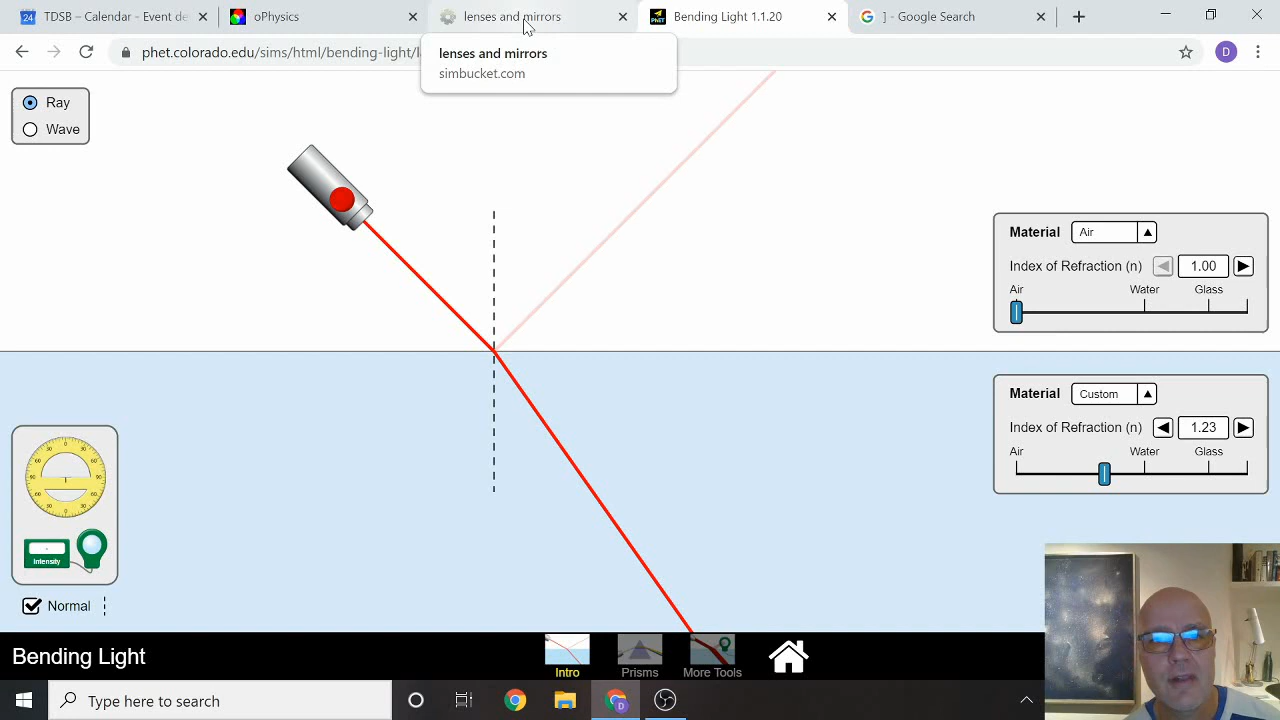 TDSB – Calendar - Event de
oPhysics
lenses and mirrors
Bending Light 1.1.20
] - Google Search
phet.colorado.edu/sims/html/bending-light/l
D
lenses and mirrors
simbucket.com
Ray
Wave
Material Air
Index of Refraction (n) 1.00
Air Water Glass
Material Custom
Index of Refraction (n) 1.23
Air Water Glass
Intensity
Normal
Bending Light
Intro
Prisms
More Tools
Type here to search